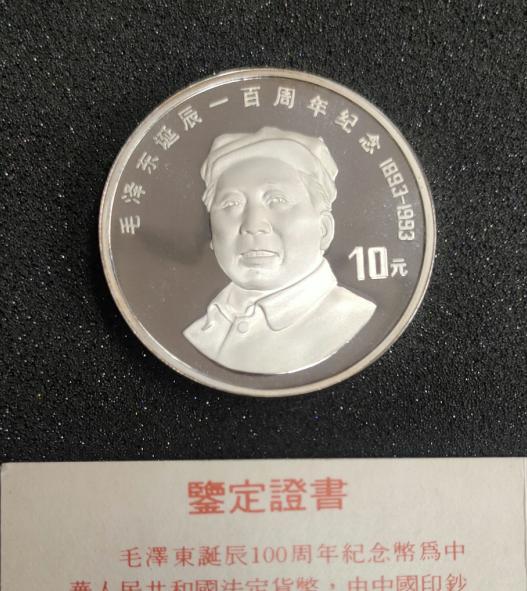 毛泽东诞辰一百周年纪念 1893-1993
10元
鑒定證書
毛澤東誕辰100周年紀念幣爲中
華人民共和國法定貨幣，由中國印鈔